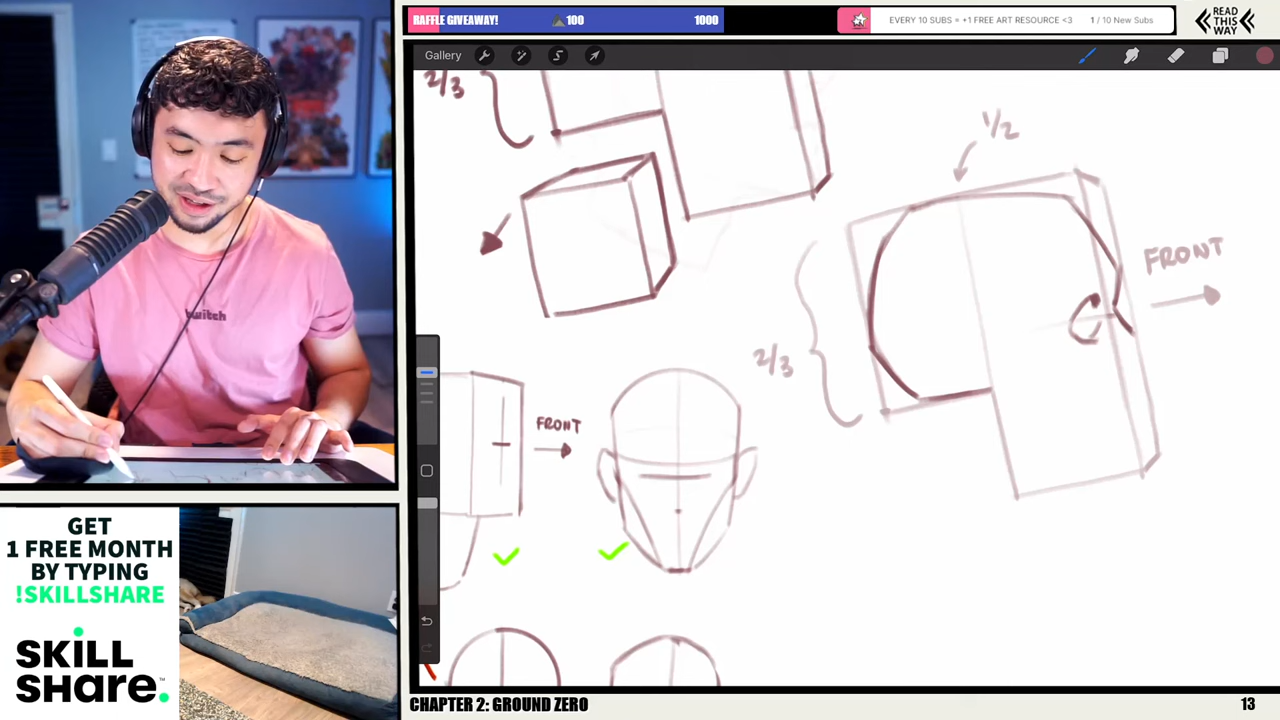 RAFFLE GIVEAWAY!
100
1000
EVERY 10 SUBS = +1 FREE ART RESOURCE <3
1 / 10 New Subs
READ
THIS
WAY
Gallery
2/3
1/2
FRONT
2/3
FRONT
twitch
GET
1 FREE MONTH
BY TYPING
!SKILLSHARE
SKILL
SHARE.
CHAPTER 2: GROUND ZERO
13